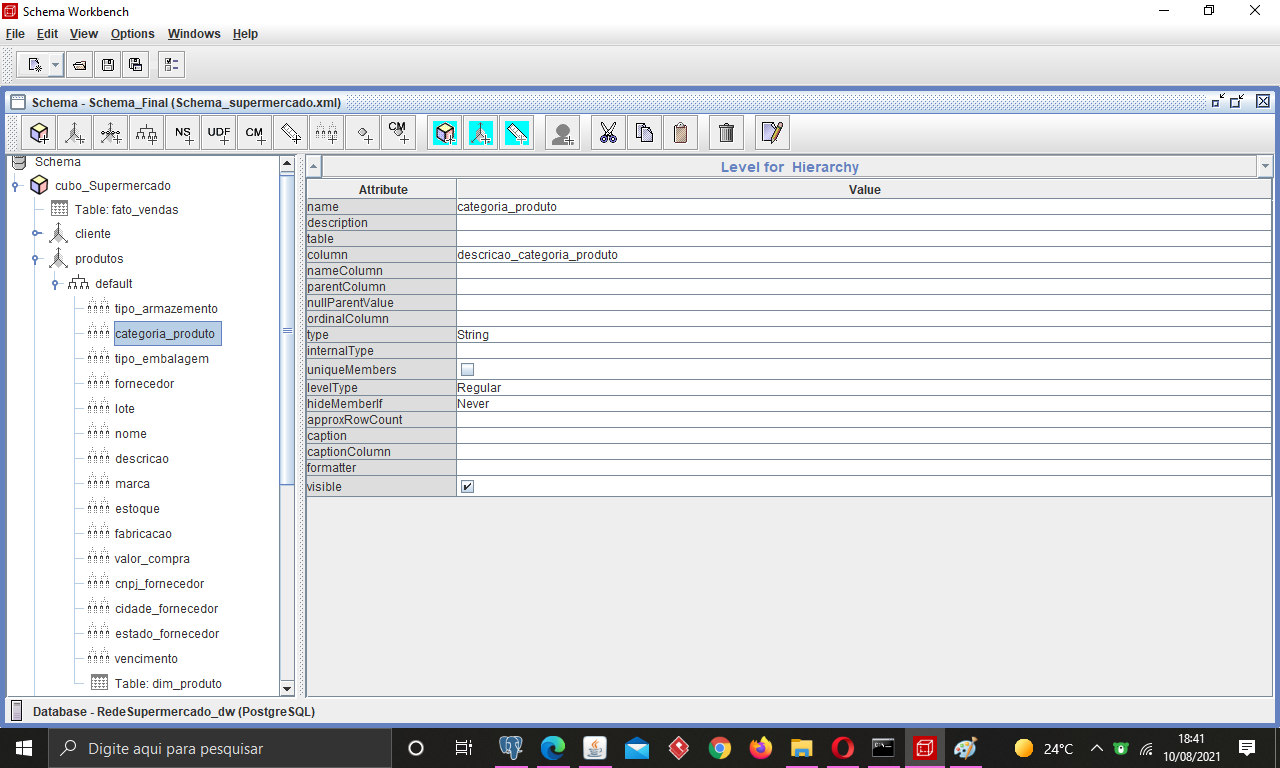 Schema Workbench
File Edit View Options Windows Help
Schema - Schema_Final (Schema_supermercado.xml)
NS UDF CM CM
Schema
cubo_Supermercado
Table: fato_vendas
cliente
produtos
default
tipo_armazemento
categoria_produto
tipo_embalagem
fornecedor
lote
nome
descricao
marca
estoque
fabricacao
valor_compra
cnpj_fornecedor
cidade_fornecedor
estado_fornecedor
vencimento
Table: dim_produto
Level for Hierarchy
Attribute Value
name categoria_produto
description
table
column descricao_categoria_produto
nameColumn
parentColumn
nullParentValue
ordinalColumn
type String
internalType
uniqueMembers
levelType Regular
hideMemberIf Never
approxRowCount
caption
captionColumn
formatter
visible
Database - RedeSupermercado_dw (PostgreSQL)
Digite aqui para pesquisar
24°C
18:41
10/08/2021